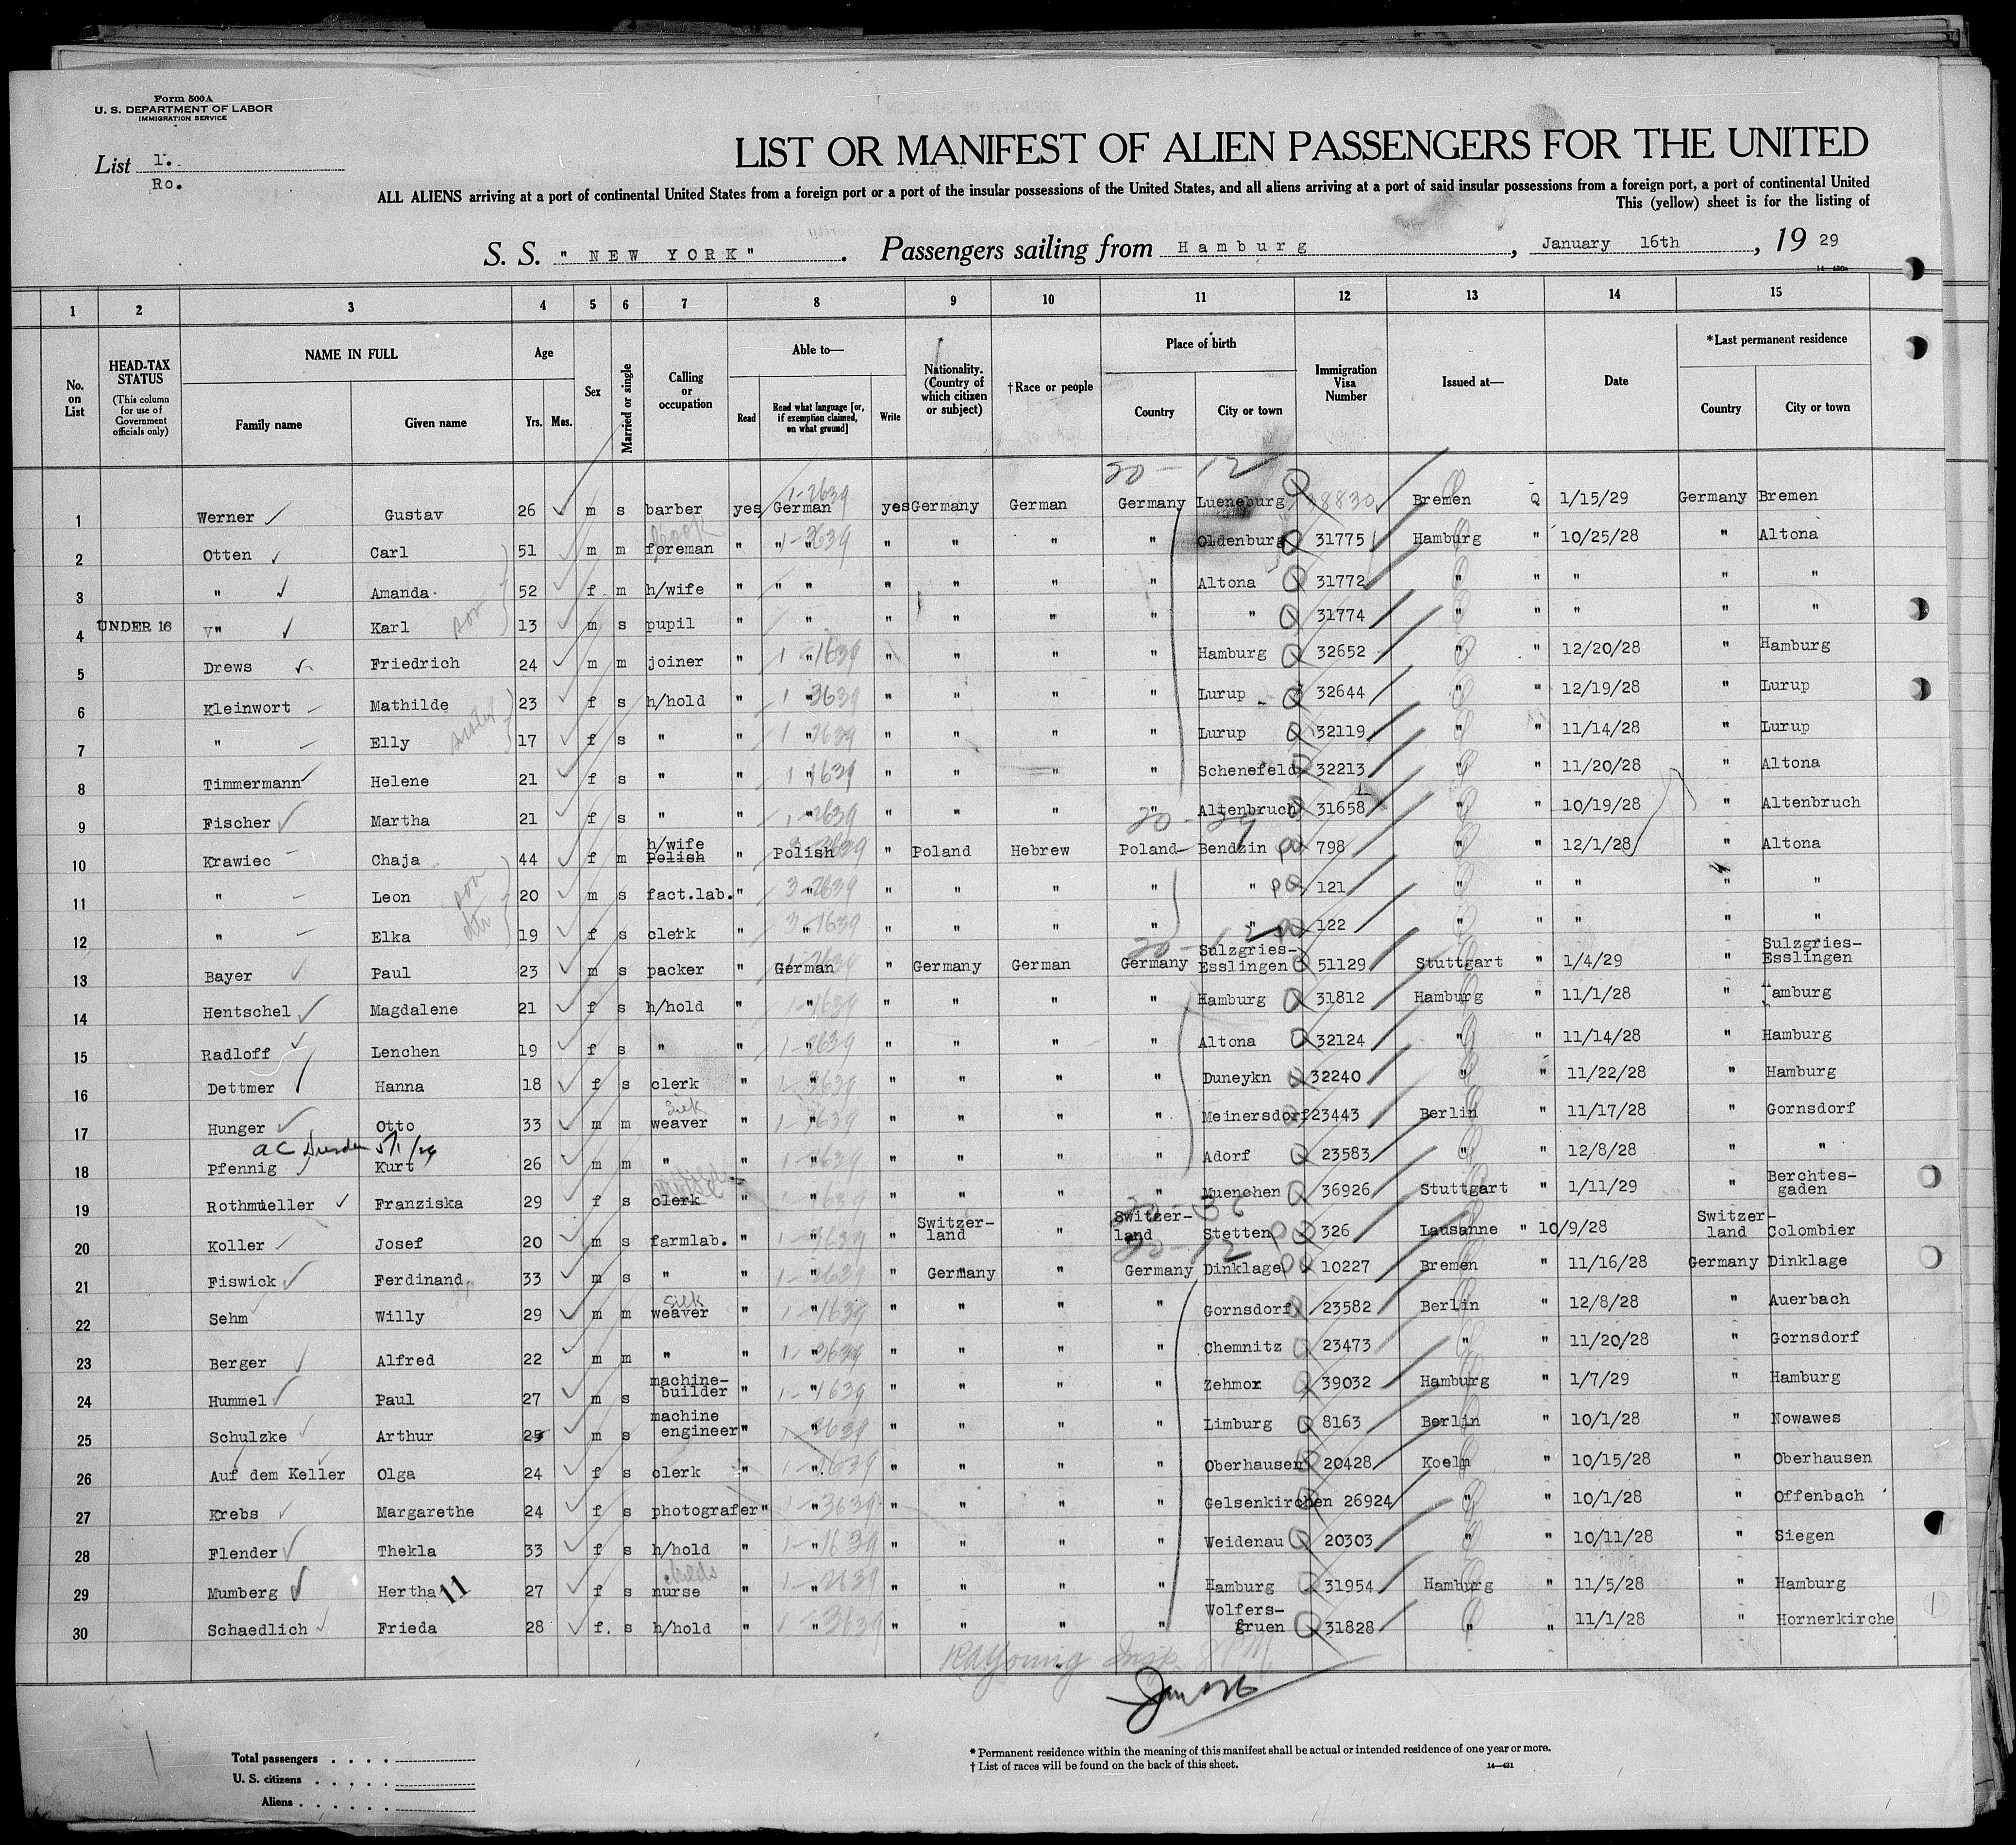 Form 500A
U. S. DEPARTMENT OF LABOR
IMMIGRATION SERVICE
List 1.
Ro.
LIST OR MANIFEST OF ALIEN PASSENGERS FOR THE UNITED
ALL ALIENS arriving at a port of continental United States from a foreign port or a port of the insular possessions of the United States, and all aliens arriving at a port of said insular possessions from a foreign port, a port of continental United
This (yellow) sheet is for the listing of
S. S. " NEW YORK" . Passengers sailing from Hamburg , January 16th , 19 29
14—430a
1 2 3 4 5 6 7 8 9 10 11 12 13 14 15
No. on List
HEAD-TAX STATUS (This column for use of Government officials only)
NAME IN FULL Family name Given name
Age Yrs. Mos.
Sex
Married or single
Calling or occupation
Able to— Read Read what language [or, if exemption claimed, on what ground] Write
Nationality. (Country of which citizen or subject)
†Race or people
Place of birth Country City or town
Immigration Visa Number
Issued at—
Date
*Last permanent residence Country City or town
20-12
1-2639
1 Werner Gustav 26 m s barber yes German yes Germany German Germany Lueneburg 8830 Bremen Q 1/15/29 Germany Bremen
2 Otten Carl 51 m m foreman " " " " " " " Oldenburg 31775 Hamburg " 10/25/28 " Altona
3 " Amanda 52 f m h/wife " " " " " " " Altona 31772 " " " " "
4 UNDER 16 V" Karl 13 m s pupil " " " " " " " 31774 " " " " "
5 Drews Friedrich 24 m m joiner " " " " " " Hamburg 32652 " " 12/20/28 " Hamburg
6 Kleinwort Mathilde 23 f s h/hold " " " " " " Lurup 32644 " " 12/19/28 " Lurup
7 " Elly 17 f s " " " " " " " Lurup 32119 " " 11/14/28 " Lurup
8 Timmermann Helene 21 f s " " " " " " " Schenefeld 32213 " " 11/20/28 " Altona
9 Fischer Martha 21 f s " " " " " " " Altenbruch 31658 " " 10/19/28 " Altenbruch
20-29
10 Krawiec Chaja 44 f m h/wife Polish " Polish " Poland Hebrew Poland Bendzin 798 " " 12/1/28 " Altona
11 " Leon 20 m s fact.lab. " " " " " " " 121 " " " " "
12 " Elka 19 f s clerk " " " " " " " 122 " " " " "
20-12
13 Bayer Paul 23 m s packer " German " Germany German Germany Sulzgries-Esslingen 51129 Stuttgart " 1/4/29 " Sulzgries-Esslingen
14 Hentschel Magdalene 21 f s h/hold " " " " " " Hamburg 31812 Hamburg " 11/1/28 " Hamburg
15 Radloff Lenchen 19 f s " " " " " " " Altona 32124 " " 11/14/28 " Hamburg
16 Dettmer Hanna 18 f s clerk " " " " " " Duneykn 32240 " " 11/22/28 " Hamburg
17 Hunger Otto 33 m m silk weaver " " " " " " Meinersdorf 23443 Berlin " 11/17/28 " Gornsdorf
18 Pfennig Kurt 26 m m " " " " " " " Adorf 23583 " " 12/8/28 " "
19 Rothmueller Franziska 29 f s clerk " " " " " " Muenchen 36926 Stuttgart " 1/11/29 " Berchtes-gaden
20 Koller Josef 20 m s farmlab. " " " Switzer-land " Switzer-land Stetten 326 Lausanne " 10/9/28 Switzer-land Colombier
20-12
21 Fiswick Ferdinand 33 m s " " " " Germany " Germany Dinklage 10227 Bremen " 11/16/28 Germany Dinklage
22 Sehm Willy 29 m m silk weaver " " " " " " Gornsdorf 23582 Berlin " 12/8/28 " Auerbach
23 Berger Alfred 22 m m " " " " " " " Chemnitz 23473 " " 11/20/28 " Gornsdorf
24 Hummel Paul 27 m s machine-builder " " " " " " Zehmor 39032 Hamburg " 1/7/29 " Hamburg
25 Schulzke Arthur 25 m s machine engineer " " " " " " Limburg 8163 Berlin " 10/1/28 " Nowawes
26 Auf dem Keller Olga 24 f s clerk " " " " " " Oberhausen 20428 Koeln " 10/15/28 " Oberhausen
27 Krebs Margarethe 24 f s photografer " " " " " " Gelsenkirchen 26924 " " 10/1/28 " Offenbach
28 Flender Thekla 33 f s h/hold " " " " " " Weidenau 20303 " " 10/11/28 " Siegen
29 Mumberg Hertha 11 27 f s childs nurse " " " " " " Hamburg 31954 Hamburg " 11/5/28 " Hamburg
30 Schaedlich Frieda 28 f. s h/hold " " " " " " Wolfers-gruen 31828 " " 11/1/28 " Hornerkirche
Total passengers . . . .
U. S. citizens . . . . .
Aliens . . . . . .
* Permanent residence within the meaning of this manifest shall be actual or intended residence of one year or more.
† List of races will be found on the back of this sheet.
14—431